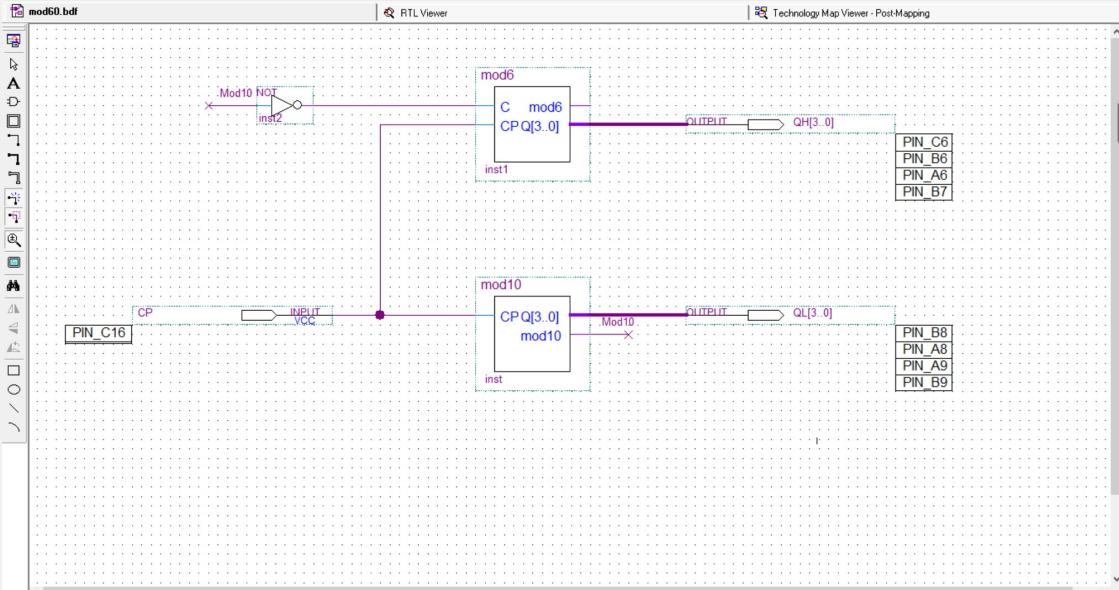 mod60.bdf
RTL Viewer
Technology Map Viewer - Post-Mapping
mod6
Mod10
NOT
inst2
C mod6
CP Q[3..0]
inst1
OUTPUT
QH[3..0]
PIN_C6
PIN_B6
PIN_A6
PIN_B7
mod10
CP
INPUT
VCC
PIN_C16
CP Q[3..0]
mod10
inst
Mod10
OUTPUT
QL[3..0]
PIN_B8
PIN_A8
PIN_A9
PIN_B9